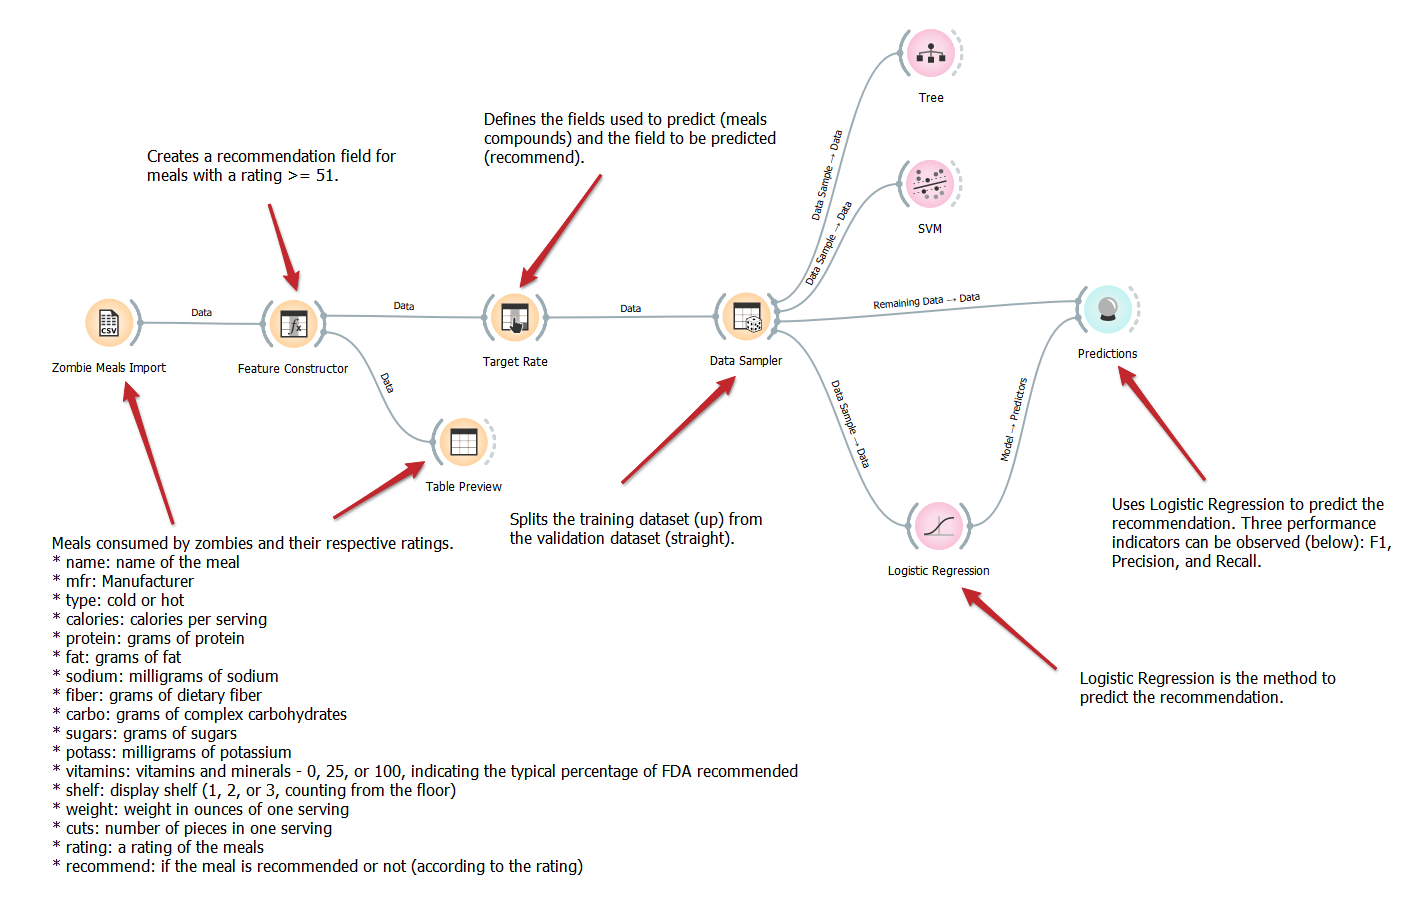 Tree
Defines the fields used to predict (meals
compounds) and the field to be predicted
(recommend).
Creates a recommendation field for
meals with a rating >= 51.
Data Sample → Data
SVM
Data Sample → Data
Data
Data
Data
Remaining Data → Data
CSV
fx
Zombie Meals Import
Feature Constructor
Target Rate
Data Sampler
Predictions
Data
Data Sample → Data
Model → Predictors
Table Preview
Splits the training dataset (up) from
the validation dataset (straight).
Logistic Regression
Uses Logistic Regression to predict the
recommendation. Three performance
indicators can be observed (below): F1,
Precision, and Recall.
Logistic Regression is the method to
predict the recommendation.
Meals consumed by zombies and their respective ratings.
* name: name of the meal
* mfr: Manufacturer
* type: cold or hot
* calories: calories per serving
* protein: grams of protein
* fat: grams of fat
* sodium: milligrams of sodium
* fiber: grams of dietary fiber
* carbo: grams of complex carbohydrates
* sugars: grams of sugars
* potass: milligrams of potassium
* vitamins: vitamins and minerals - 0, 25, or 100, indicating the typical percentage of FDA recommended
* shelf: display shelf (1, 2, or 3, counting from the floor)
* weight: weight in ounces of one serving
* cuts: number of pieces in one serving
* rating: a rating of the meals
* recommend: if the meal is recommended or not (according to the rating)